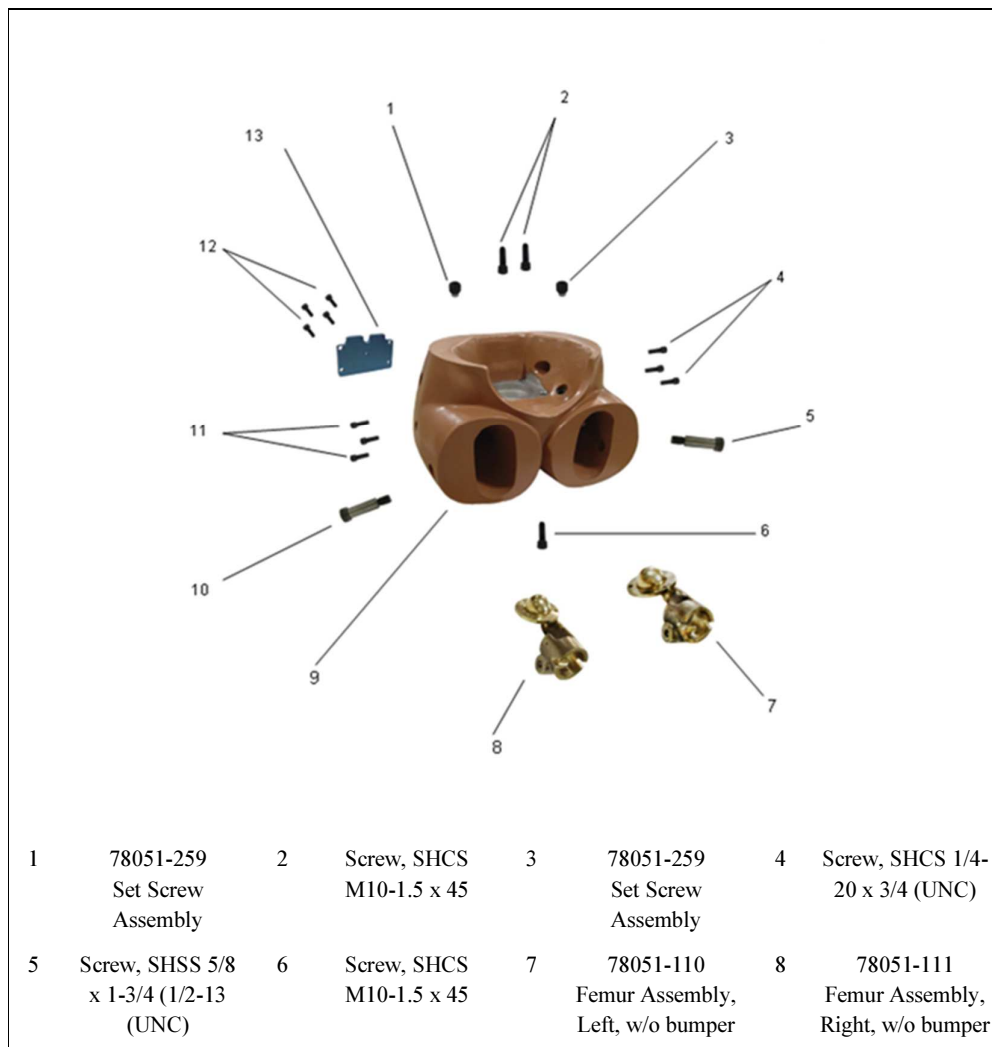 1
2
3
13
12
4
11
5
10
6
9
7
8
1 78051-259 2 Screw, SHCS 3 78051-259 4 Screw, SHCS 1/4-
Set Screw M10-1.5 x 45 Set Screw 20 x 3/4 (UNC)
Assembly Assembly
5 Screw, SHSS 5/8 6 Screw, SHCS 7 78051-110 8 78051-111
x 1-3/4 (1/2-13 M10-1.5 x 45 Femur Assembly, Femur Assembly,
(UNC) Left, w/o bumper Right, w/o bumper